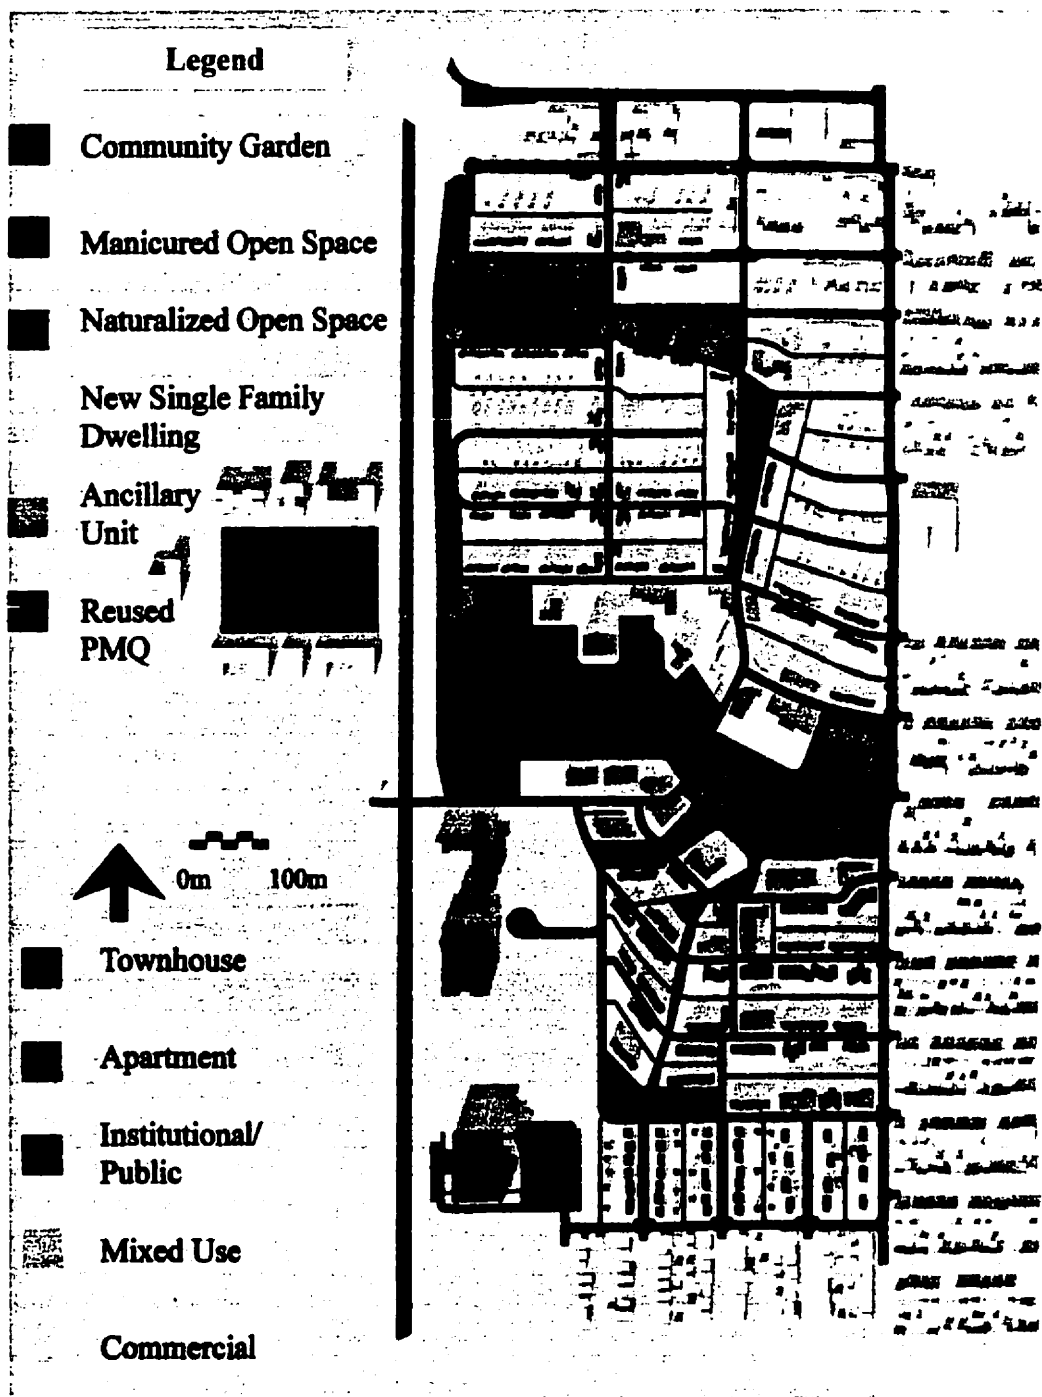 Legend
Community Garden
Manicured Open Space
Naturalized Open Space
New Single Family
Dwelling
Ancillary
Unit
Reused
PMQ
0m 100m
Townhouse
Apartment
Institutional/
Public
Mixed Use
Commercial